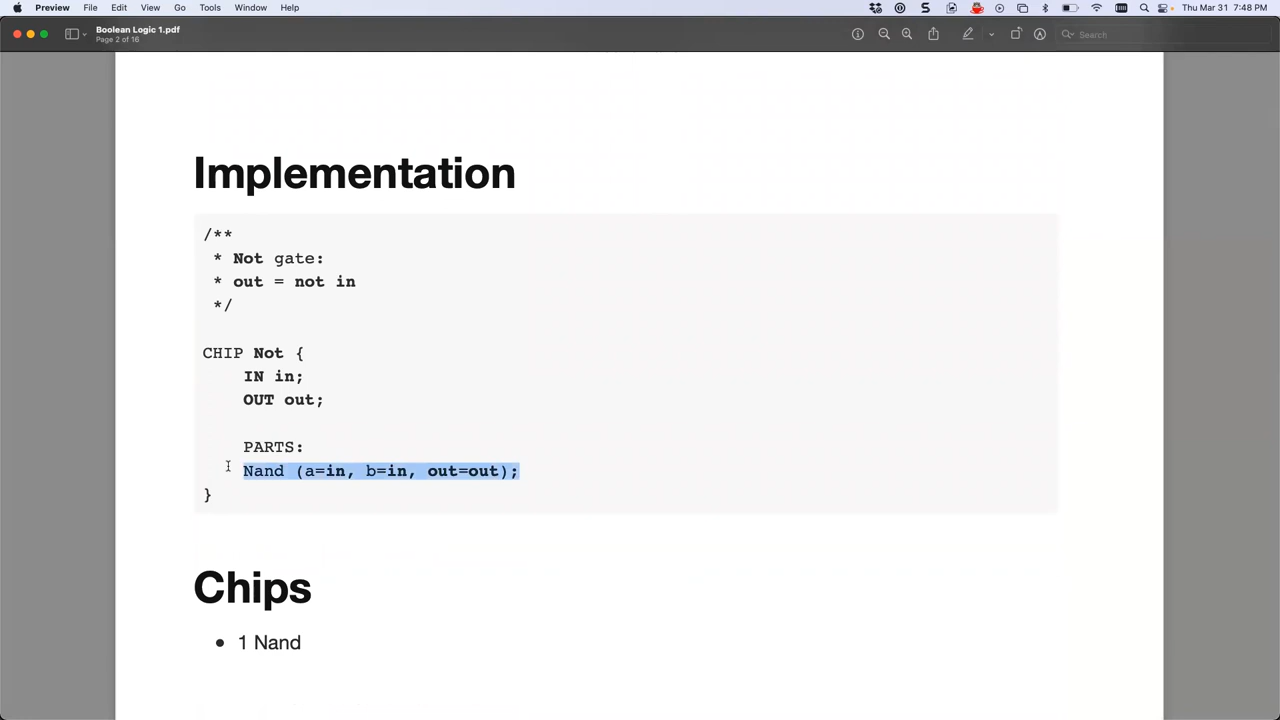 Preview File Edit View Go Tools Window Help Thu Mar 31 7:48 PM
Boolean Logic 1.pdf
Page 2 of 16
Search
Implementation
/**
 * Not gate:
 * out = not in
 */
CHIP Not {
    IN in;
    OUT out;
    PARTS:
    Nand (a=in, b=in, out=out);
}
Chips
• 1 Nand